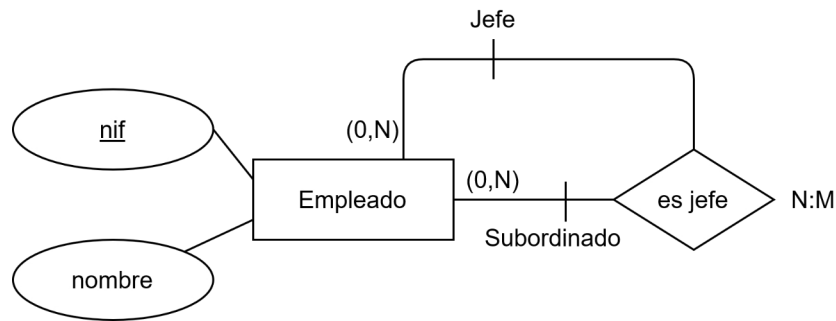 Jefe
nif
(0,N)
Empleado
(0,N)
es jefe
N:M
Subordinado
nombre